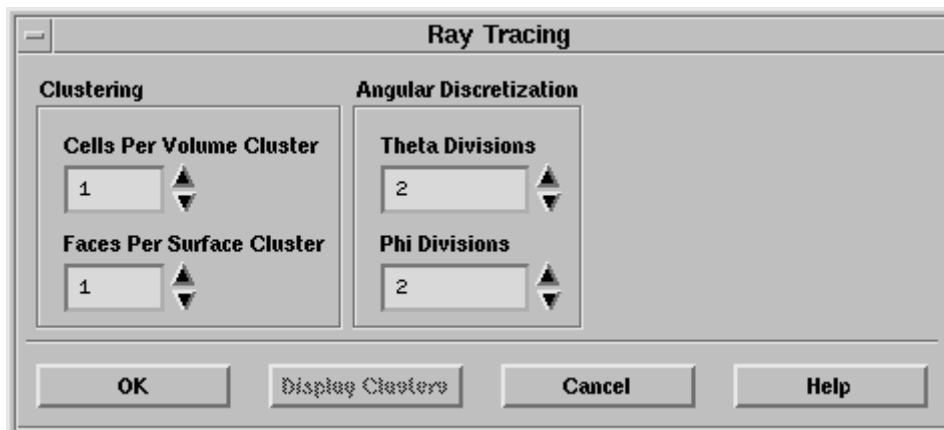 Ray Tracing
Clustering
Cells Per Volume Cluster
1
Faces Per Surface Cluster
1
Angular Discretization
Theta Divisions
2
Phi Divisions
2
OK
Display Clusters
Cancel
Help